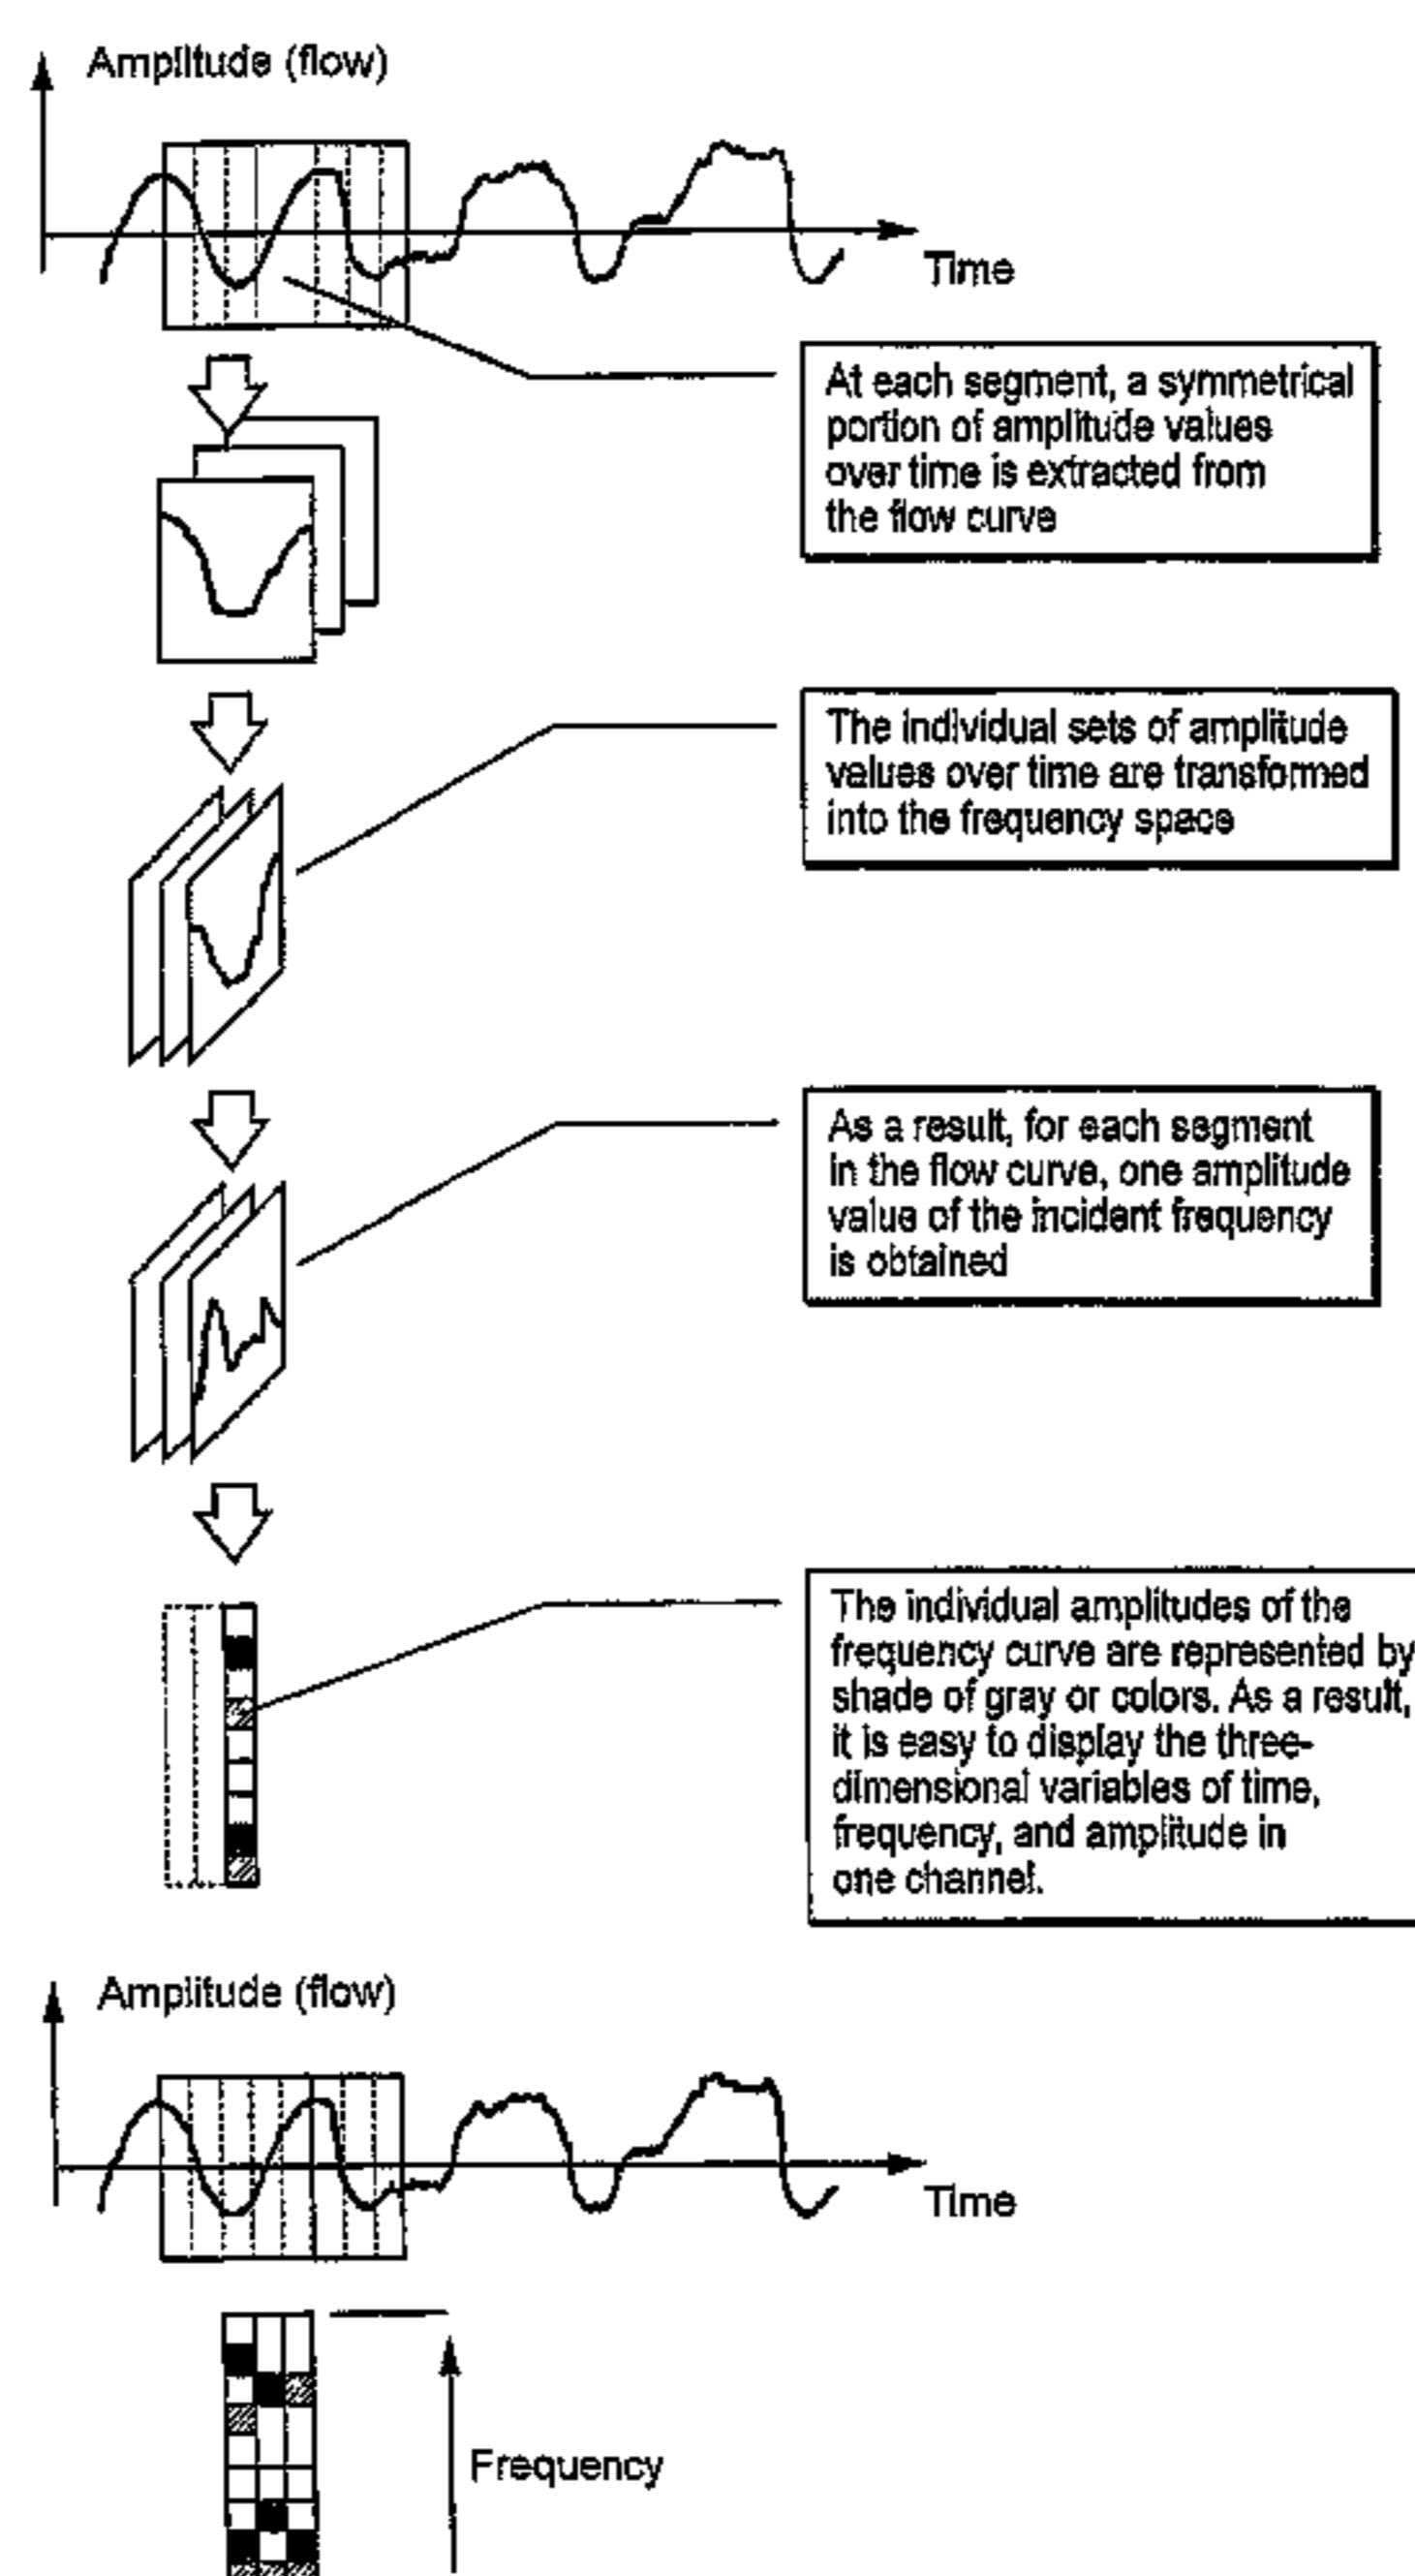 Amplitude (flow)
Time
At each segment, a symmetrical
portion of amplitude values
over time is extracted from
the flow curve
The individual sets of amplitude
values over time are transformed
into the frequency space
As a result, for each segment
in the flow curve, one amplitude
value of the incident frequency
is obtained
The individual amplitudes of the
frequency curve are represented by
shade of gray or colors. As a result,
it is easy to display the three-
dimensional variables of time,
frequency, and amplitude in
one channel.
Amplitude (flow)
Time
Frequency